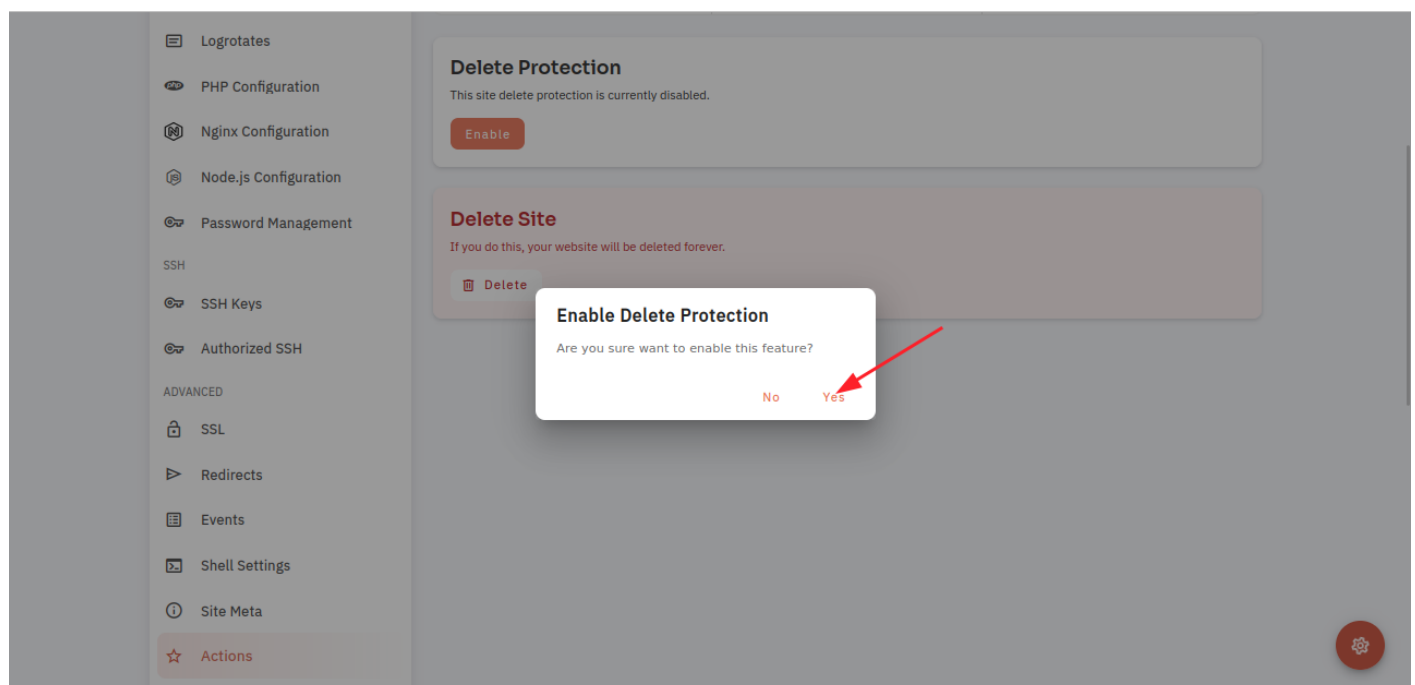 Logrotates
PHP Configuration
Nginx Configuration
Node.js Configuration
Password Management
SSH
SSH Keys
Authorized SSH
ADVANCED
SSL
Redirects
Events
Shell Settings
Site Meta
Actions
Delete Protection
This site delete protection is currently disabled.
Enable
Delete Site
If you do this, your website will be deleted forever.
Delete
Enable Delete Protection
Are you sure want to enable this feature?
No Yes